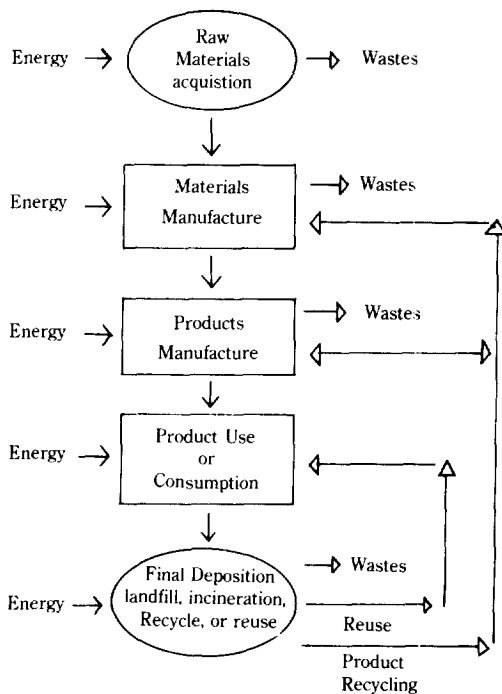 Raw
Materials
acquistion
Energy
Wastes
Materials
Manufacture
Energy
Wastes
Products
Manufacture
Energy
Wastes
Product Use
or
Consumption
Energy
Final Deposition
landfill, incineration,
Recycle, or reuse
Energy
Wastes
Reuse
Product
Recycling